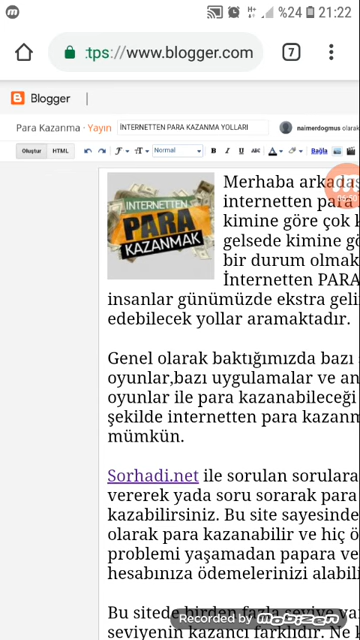 %24 21:22
ttps://www.blogger.com
7
Blogger
Para Kazanma · Yayın İNTERNETTEN PARA KAZANMA YOLLARI naimerdogmus olarak
Oluştur HTML Normal B I U ABC A Bağla
INTERNETTEN
PARA
KAZANMAK
Merhaba arkadaş
internetten para
kimine göre çok k
gelsede kimine gö
bir durum olmak
İnternetten PARA
insanlar günümüzde ekstra geli
edebilecek yollar aramaktadır.
Genel olarak baktığımızda bazı
oyunlar,bazı uygulamalar ve an
oyunlar ile para kazanabileceği
şekilde internetten para kazanm
mümkün.
Sorhadi.net ile sorulan sorulara
vererek yada soru sorarak para
kazabilirsiniz. Bu site sayesinde
olarak para kazanabilir ve hiç ö
problemi yaşamadan papara ve
hesabınıza ödemelerinizi alabili
Bu sitede birden fazla seviye va
seviyenin kazancı farklıdır. Ne k
Recorded by mobizen